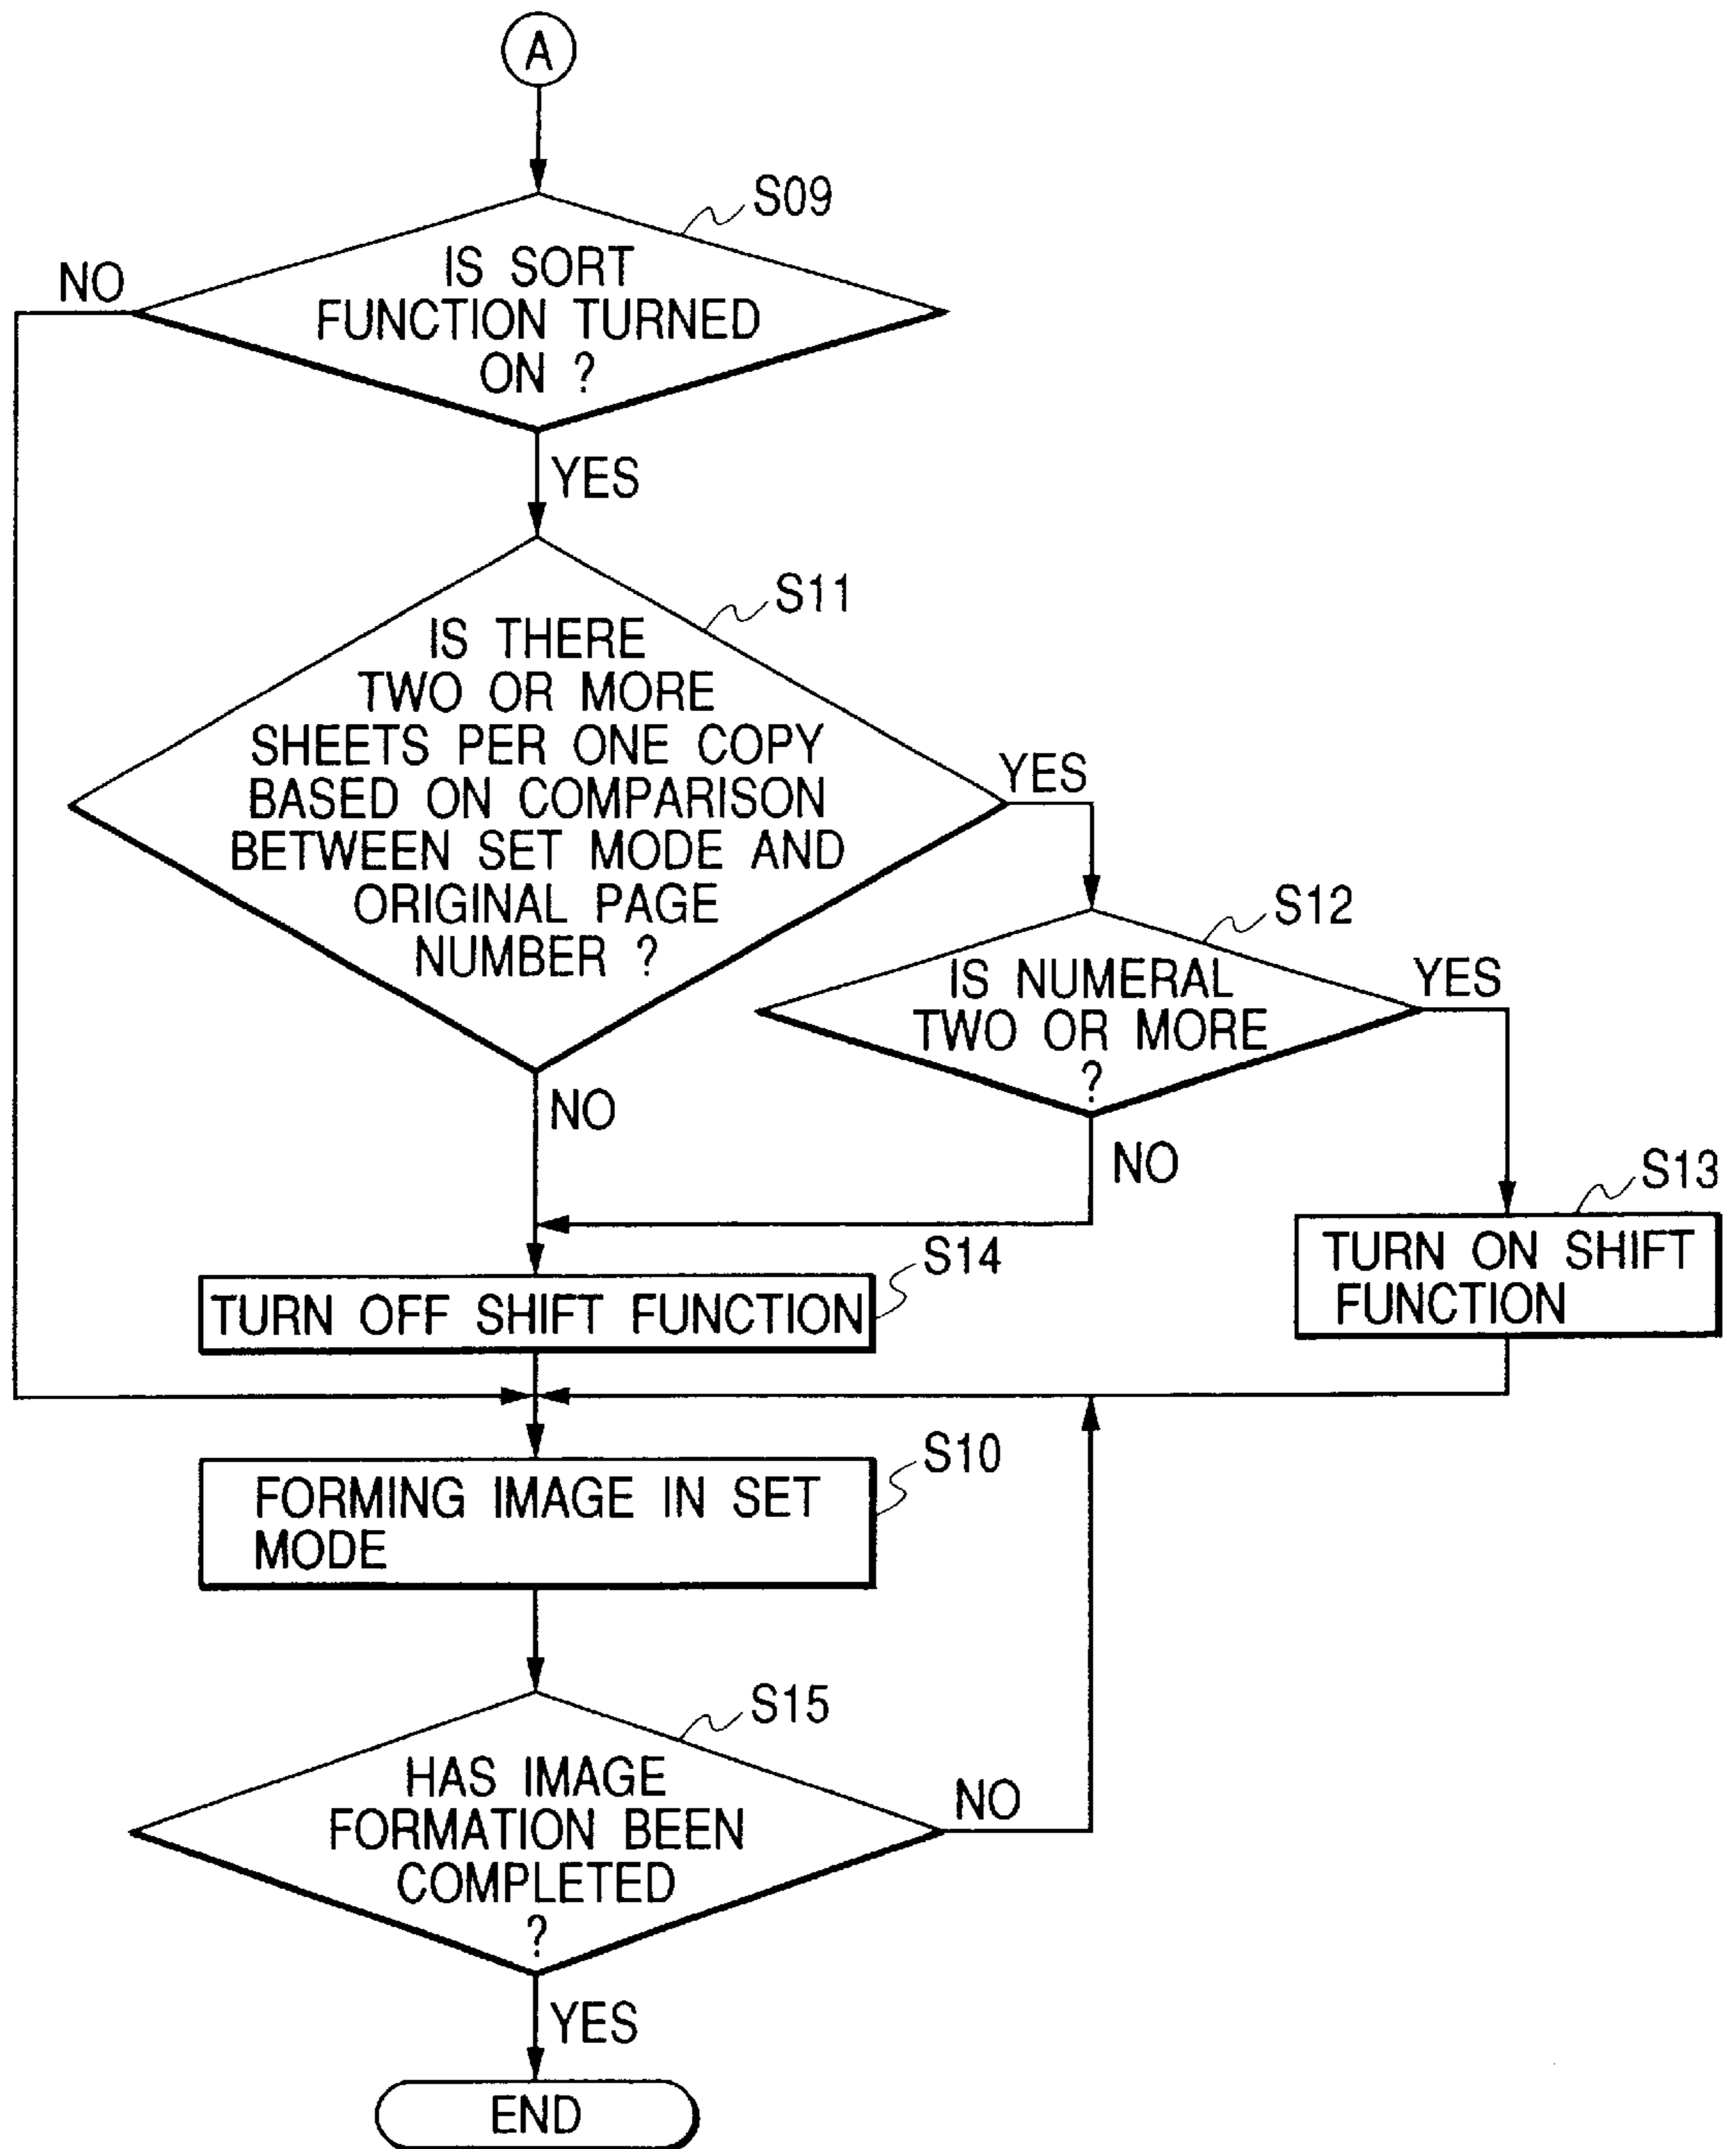 A
S09
IS SORT
FUNCTION TURNED
ON ?
NO
YES
S11
IS THERE
TWO OR MORE
SHEETS PER ONE COPY
BASED ON COMPARISON
BETWEEN SET MODE AND
ORIGINAL PAGE
NUMBER ?
YES
NO
S12
IS NUMERAL
TWO OR MORE
?
YES
NO
S13
TURN ON SHIFT
FUNCTION
S14
TURN OFF SHIFT FUNCTION
S10
FORMING IMAGE IN SET
MODE
S15
HAS IMAGE
FORMATION BEEN
COMPLETED
?
NO
YES
END